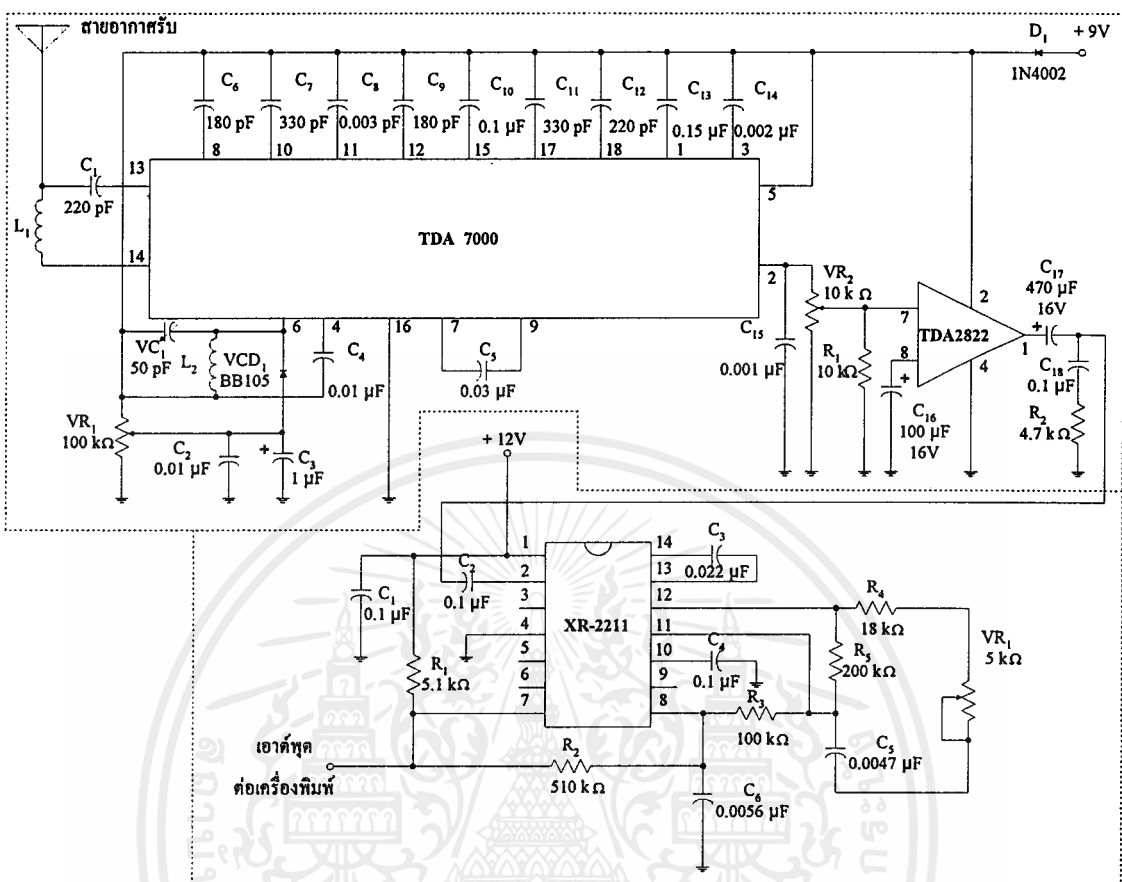 สายอากาศรับ
D1 + 9V
1N4002
C6 C7 C8 C9 C10 C11 C12 C13 C14
180 pF 330 pF 0.003 pF 180 pF 0.1 µF 330 pF 220 pF 0.15 µF 0.002 µF
8 10 11 12 15 17 18 1 3
C1 13
220 pF
5
L1
TDA 7000
14
2
6 4 16 7 9
VC1
50 pF
L2
VCD1
BB105
C4
0.01 µF
C5
0.03 µF
C15
0.001 µF
VR2
10 k Ω
R1
10 kΩ
7
8
TDA2822
2
1
4
C16
100 µF
16V
C17
470 µF
16V
C18
0.1 µF
R2
4.7 kΩ
VR1
100 kΩ
C2
0.01 µF
C3
1 µF
+ 12V
1 14
2 13
3 12
4 11
5 10
6 9
7 8
XR-2211
C1
0.1 µF
C2
0.1 µF
C3
0.022 µF
R1
5.1 kΩ
C4
0.1 µF
R4
18 kΩ
R5
200 kΩ
VR1
5 kΩ
R3
100 kΩ
C5
0.0047 µF
เอาต์พุต
ต่อเครื่องพิมพ์
R2
510 kΩ
C6
0.0056 µF